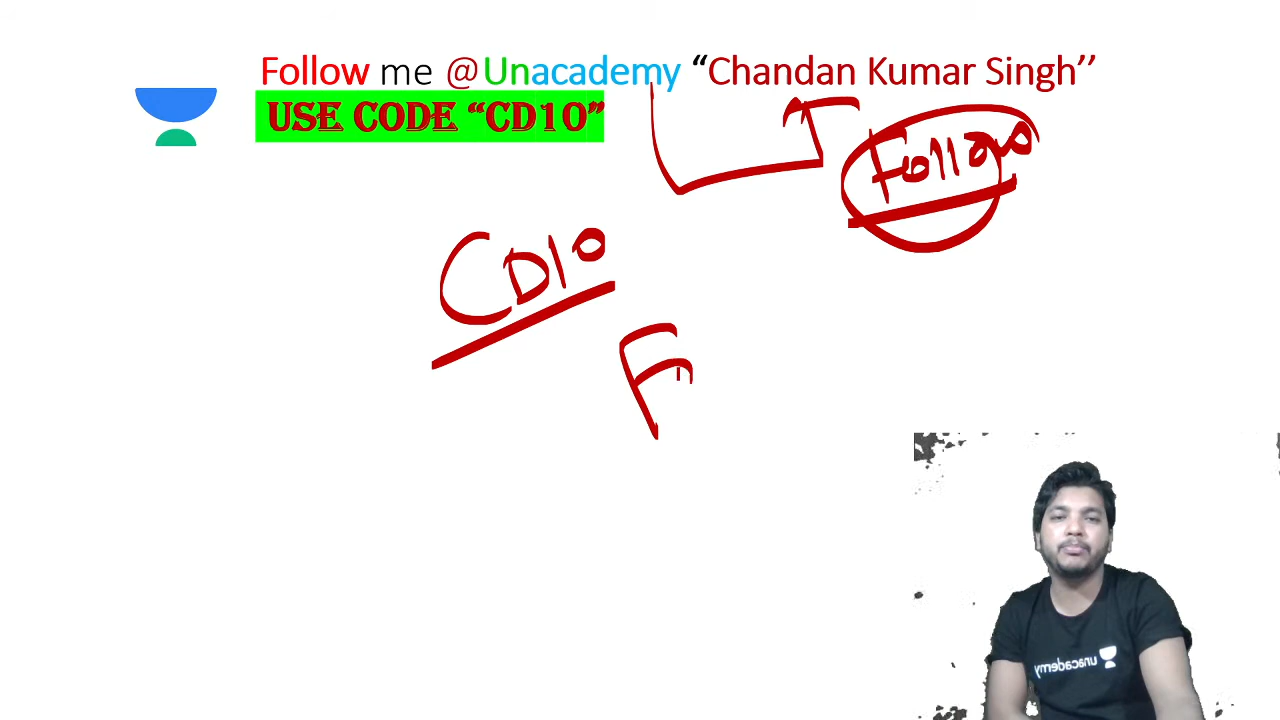 Follow me @Unacademy “Chandan Kumar Singh’’
USE CODE “CD10”
Follow
CD10
F
unacademy